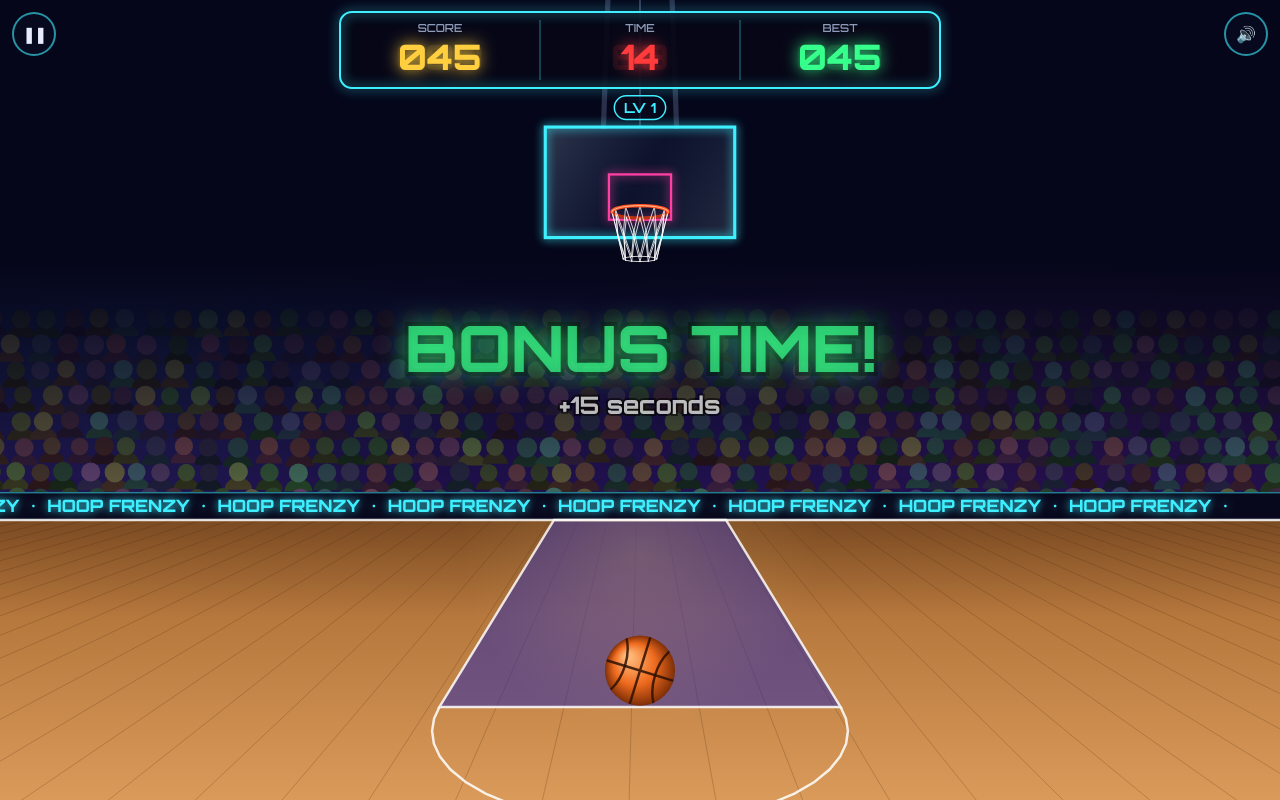 SCORE
045
TIME
14
BEST
045
LV 1
BONUS TIME!
+15 seconds
ZY · HOOP FRENZY · HOOP FRENZY · HOOP FRENZY · HOOP FRENZY · HOOP FRENZY · HOOP FRENZY · HOOP FRENZY ·